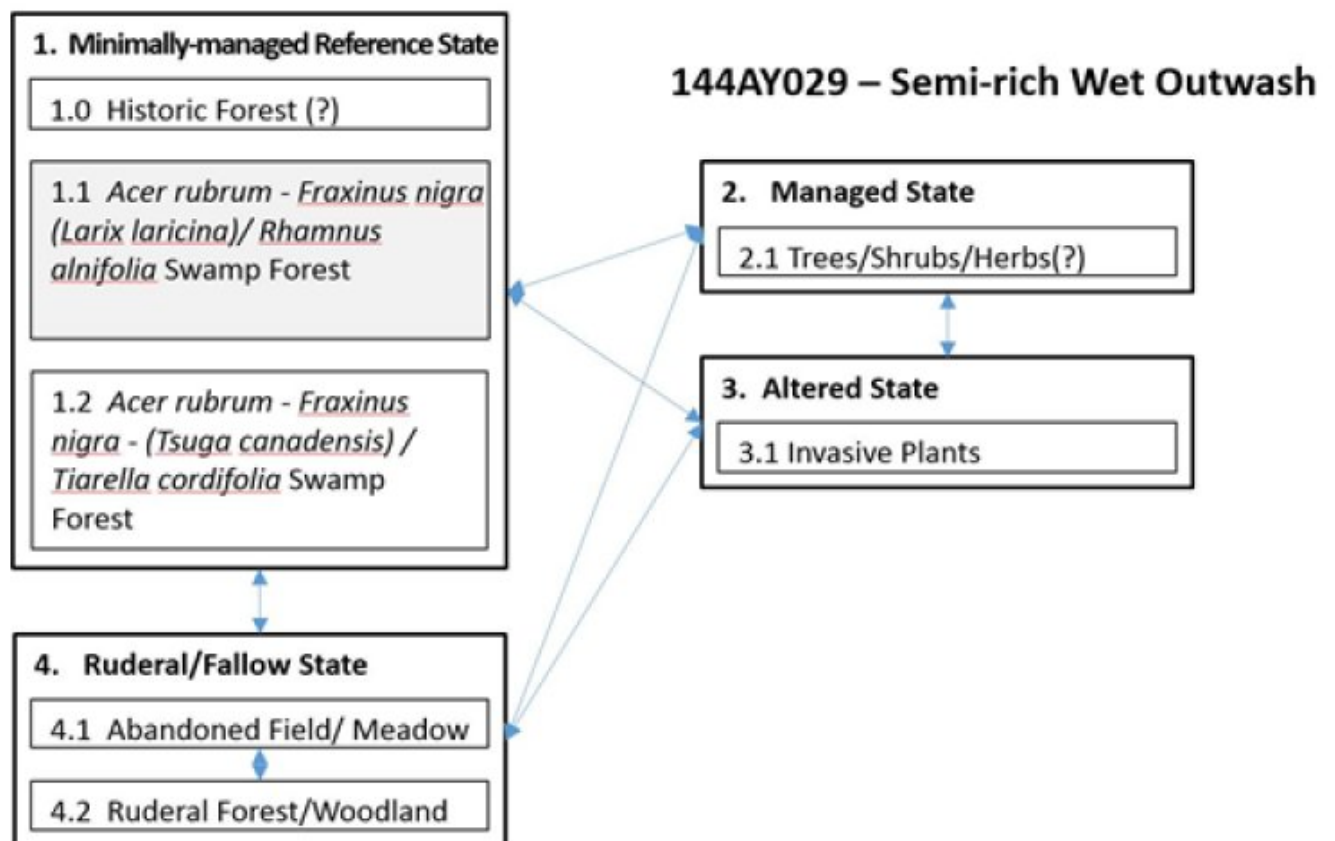 1. Minimally-managed Reference State
1.0 Historic Forest (?)
1.1 Acer rubrum - Fraxinus nigra
(Larix laricina)/ Rhamnus
alnifolia Swamp Forest
1.2 Acer rubrum - Fraxinus
nigra - (Tsuga canadensis) /
Tiarella cordifolia Swamp
Forest
144AY029 – Semi-rich Wet Outwash
2. Managed State
2.1 Trees/Shrubs/Herbs(?)
3. Altered State
3.1 Invasive Plants
4. Ruderal/Fallow State
4.1 Abandoned Field/ Meadow
4.2 Ruderal Forest/Woodland